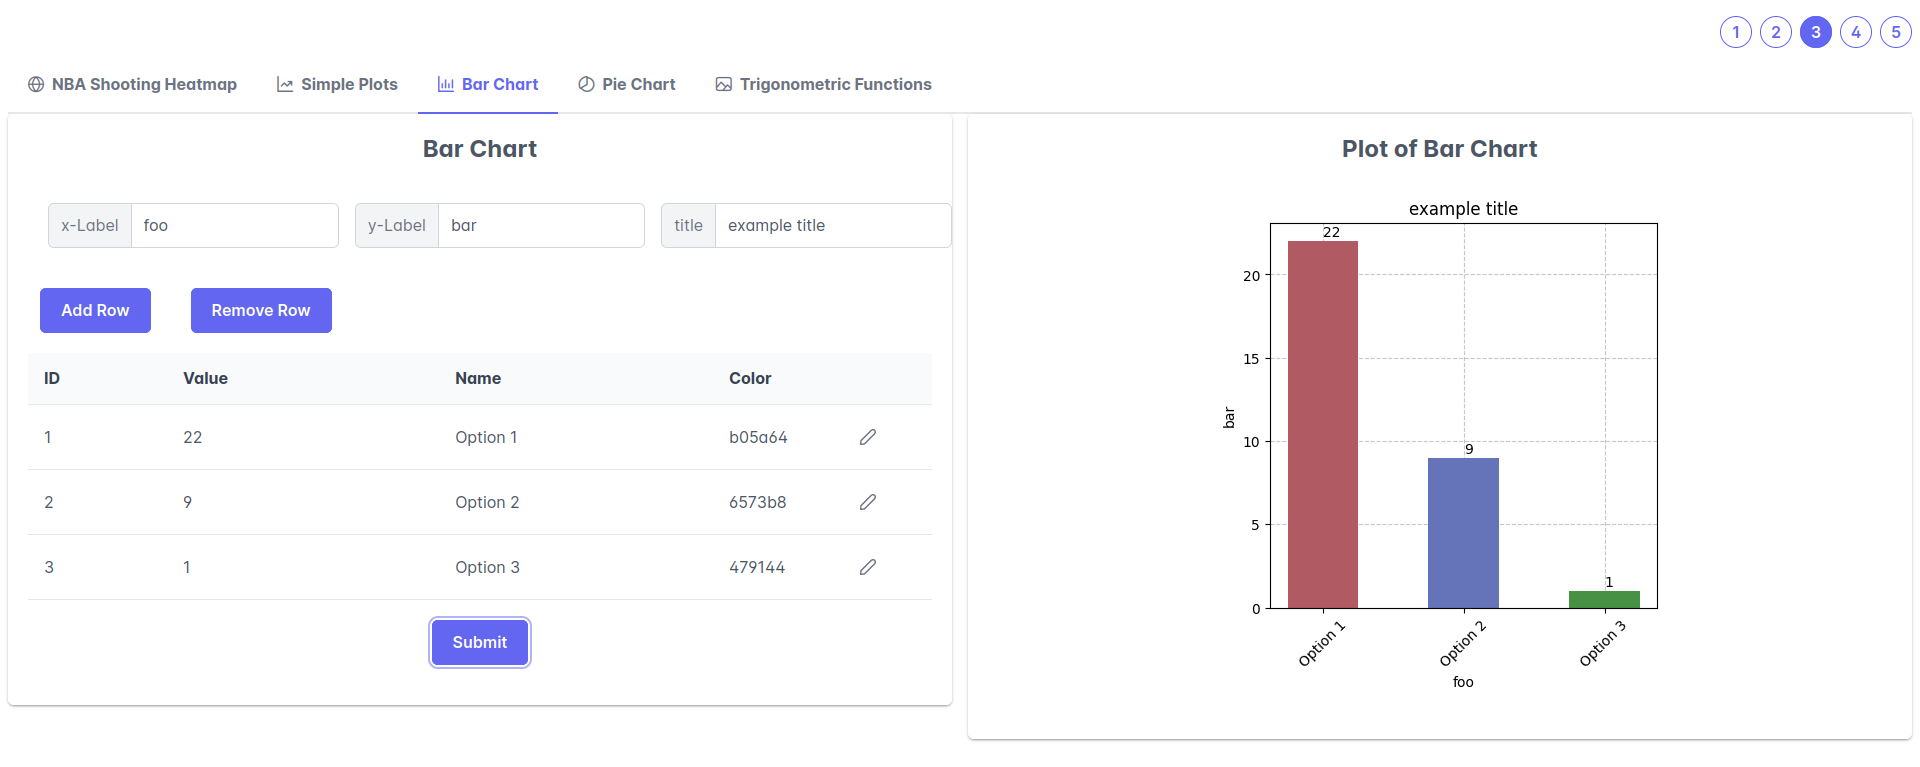 1 2 3 4 5
NBA Shooting Heatmap Simple Plots Bar Chart Pie Chart Trigonometric Functions
Bar Chart
x-Label foo y-Label bar title example title
Add Row Remove Row
ID Value Name Color
1 22 Option 1 b05a64
2 9 Option 2 6573b8
3 1 Option 3 479144
Submit
Plot of Bar Chart
example title
22
20
15
bar
10
9
5
1
0
Option 1 Option 2 Option 3
foo